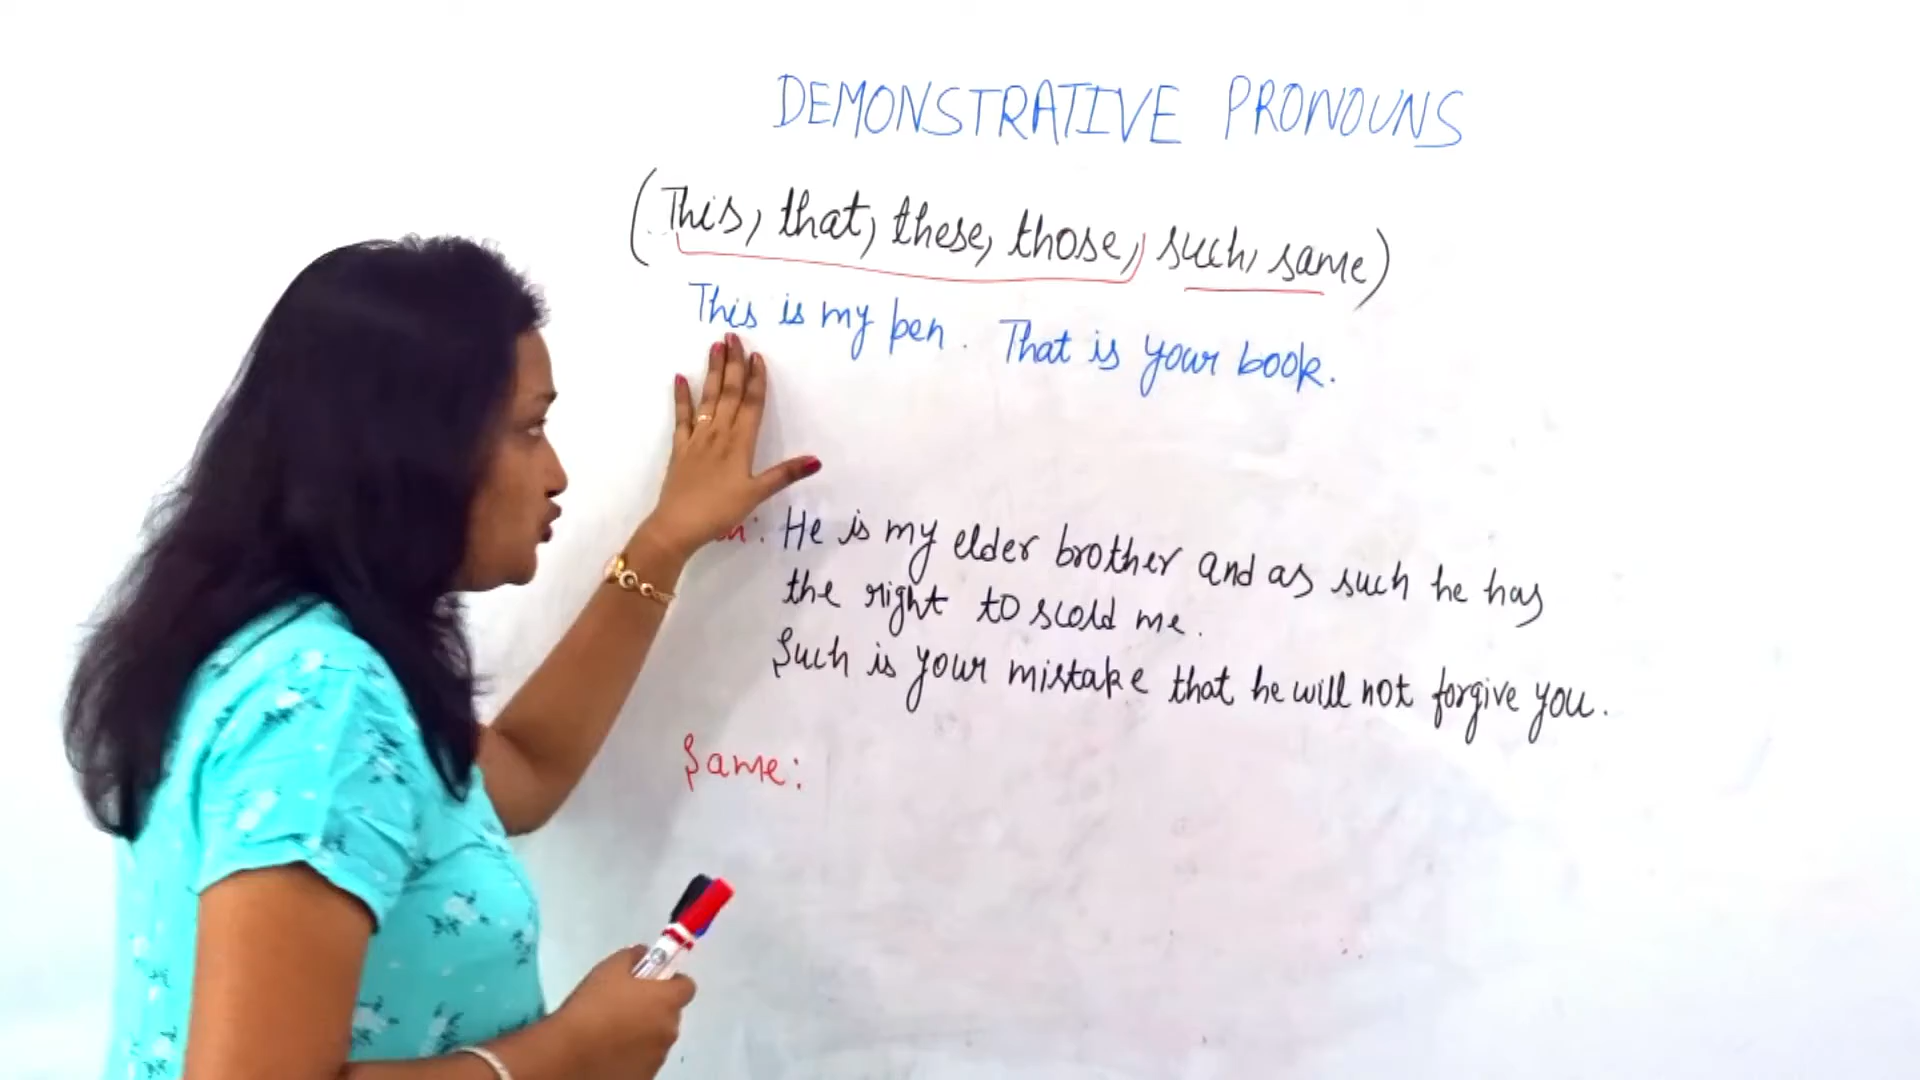 DEMONSTRATIVE PRONOUNS
(This, that, these, those, such, same)
This is my pen. That is your book.
: He is my elder brother and as such he has
the right to scold me.
Such is your mistake that he will not forgive you.
Same: